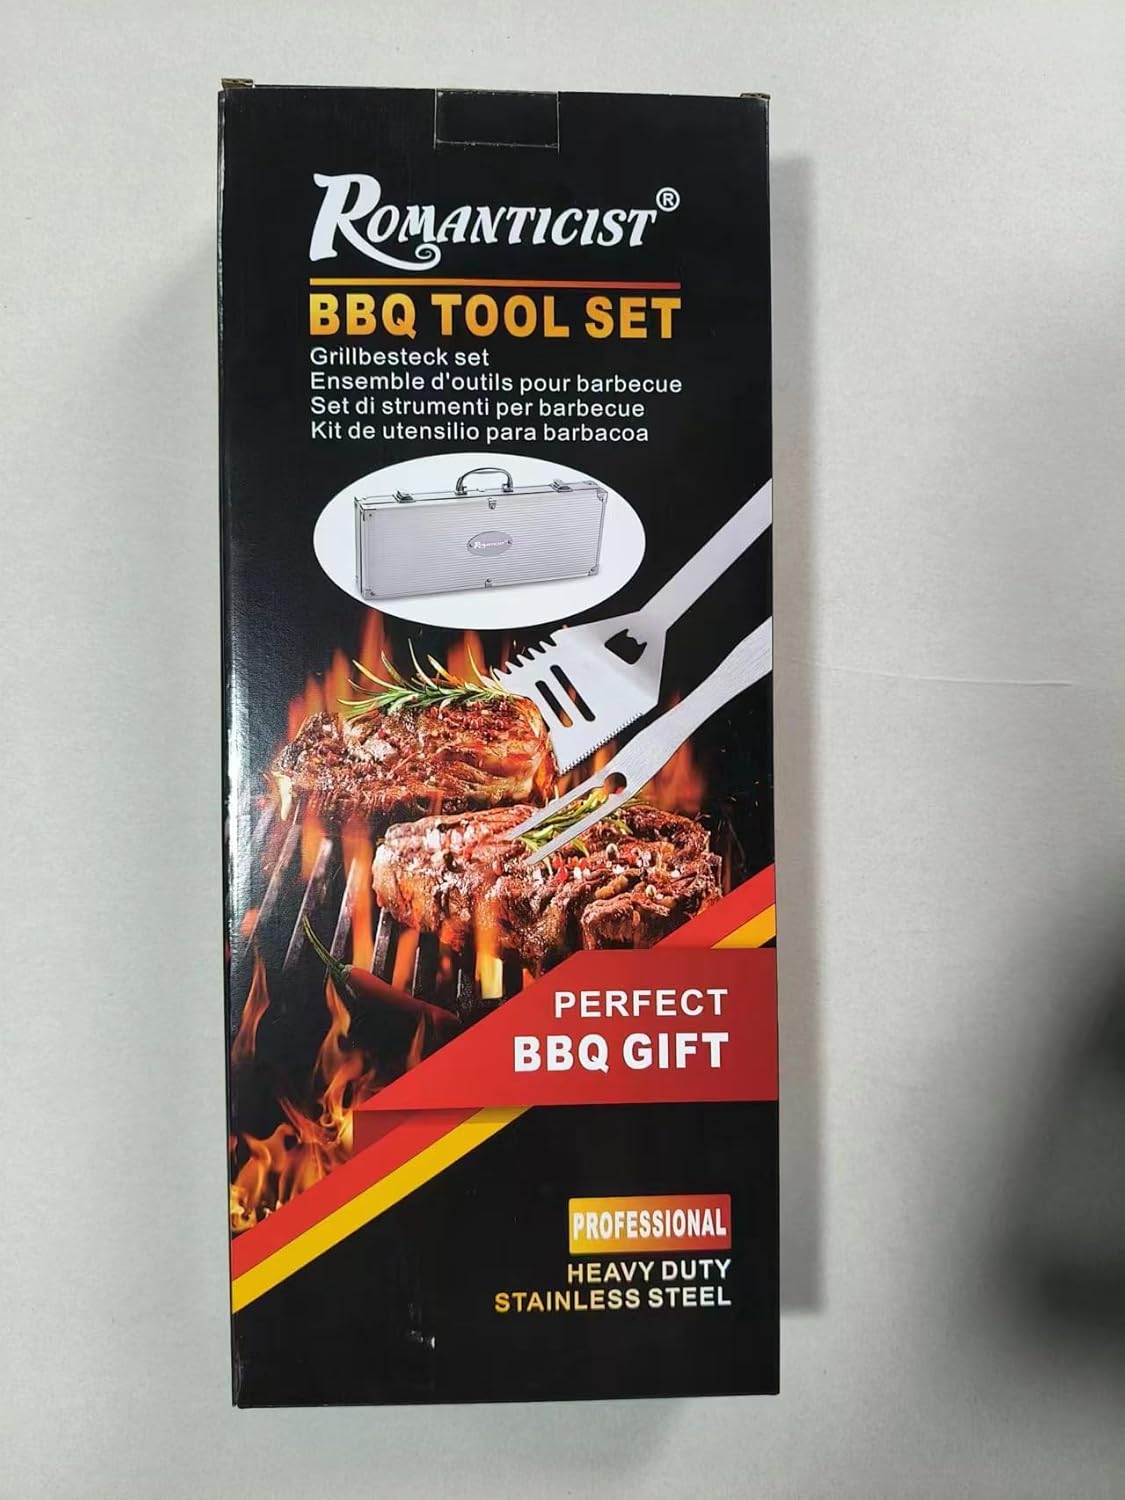 ROMANTICIST®
BBQ TOOL SET
Grillbesteck set
Ensemble d'outils pour barbecue
Set di strumenti per barbecue
Kit de utensilio para barbacoa
ROMANTICIST
PERFECT
BBQ GIFT
PROFESSIONAL
HEAVY DUTY
STAINLESS STEEL